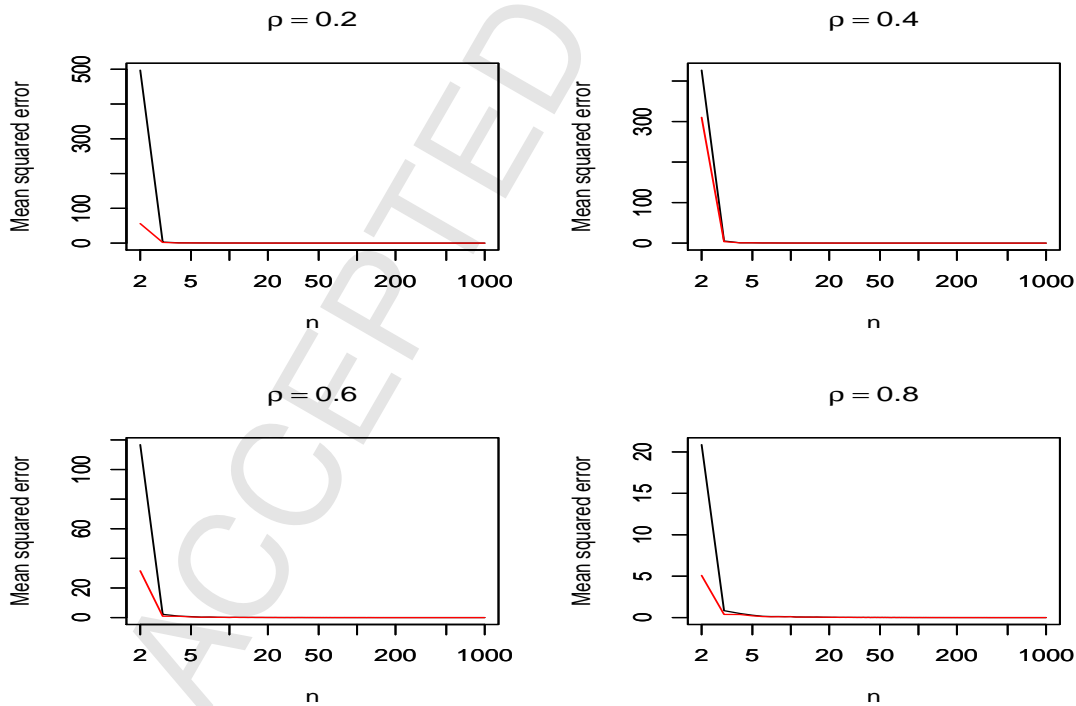 ρ = 0.2
Mean squared error
0 100 300 500
2 5 20 50 200 1000
n
ρ = 0.4
Mean squared error
0 100 300
2 5 20 50 200 1000
n
ρ = 0.6
Mean squared error
0 20 60 100
2 5 20 50 200 1000
n
ρ = 0.8
Mean squared error
0 5 10 15 20
2 5 20 50 200 1000
n
ACCEPTED